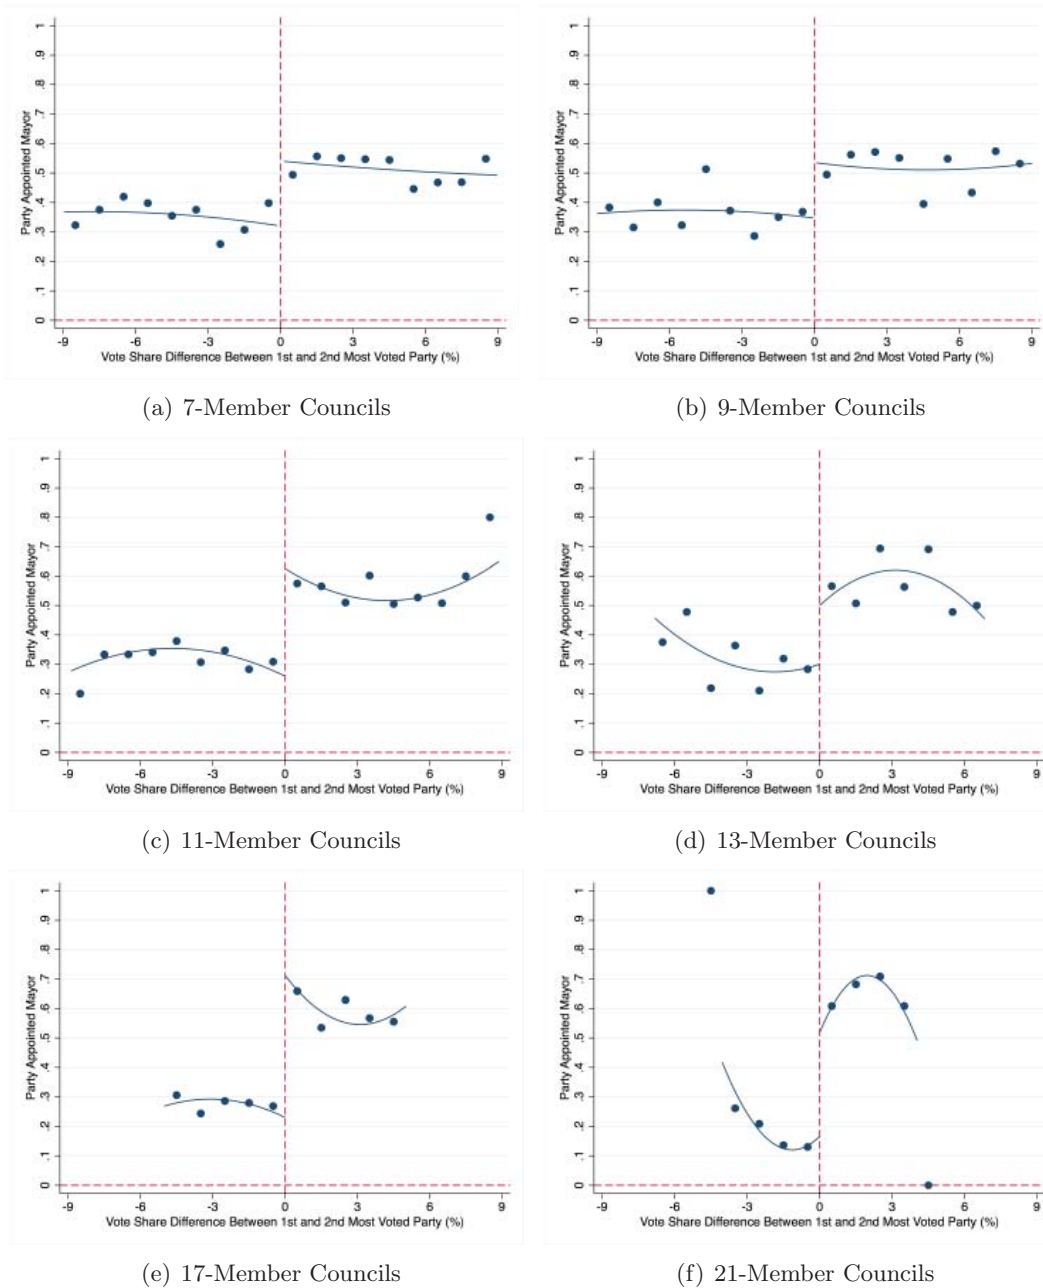 Party Appointed Mayor
1
.9
.8
.7
.6
.5
.4
.3
.2
.1
0
-9 -6 -3 0 3 6 9
Vote Share Difference Between 1st and 2nd Most Voted Party (%)
(a) 7-Member Councils
Party Appointed Mayor
1
.9
.8
.7
.6
.5
.4
.3
.2
.1
0
-9 -6 -3 0 3 6 9
Vote Share Difference Between 1st and 2nd Most Voted Party (%)
(b) 9-Member Councils
Party Appointed Mayor
1
.9
.8
.7
.6
.5
.4
.3
.2
.1
0
-9 -6 -3 0 3 6 9
Vote Share Difference Between 1st and 2nd Most Voted Party (%)
(c) 11-Member Councils
Party Appointed Mayor
1
.9
.8
.7
.6
.5
.4
.3
.2
.1
0
-9 -6 -3 0 3 6 9
Vote Share Difference Between 1st and 2nd Most Voted Party (%)
(d) 13-Member Councils
Party Appointed Mayor
1
.9
.8
.7
.6
.5
.4
.3
.2
.1
0
-9 -6 -3 0 3 6 9
Vote Share Difference Between 1st and 2nd Most Voted Party (%)
(e) 17-Member Councils
Party Appointed Mayor
1
.9
.8
.7
.6
.5
.4
.3
.2
.1
0
-9 -6 -3 0 3 6 9
Vote Share Difference Between 1st and 2nd Most Voted Party (%)
(f) 21-Member Councils